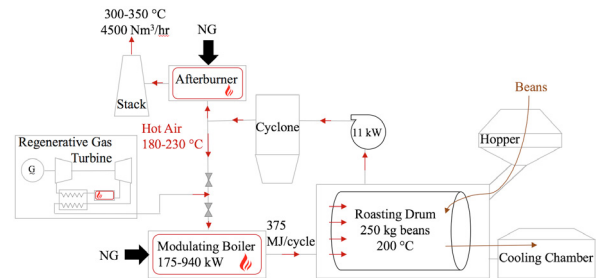 300-350 °C
4500 Nm³/hr
NG
Afterburner
Stack
Beans
Hot Air
180-230 °C
Cyclone
11 kW
Hopper
Regenerative Gas
Turbine
G
Roasting Drum
250 kg beans
200 °C
375
MJ/cycle
NG
Modulating Boiler
175-940 kW
Cooling Chamber